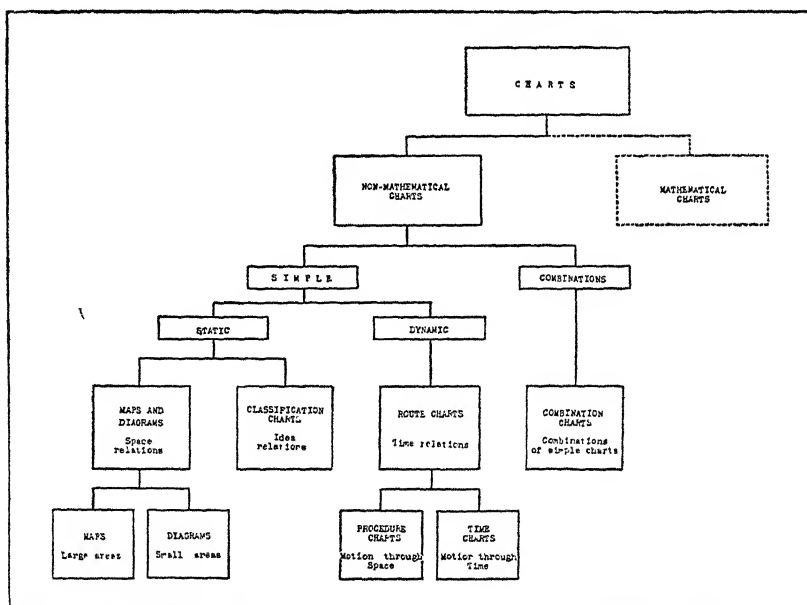 CHARTS
NON-MATHEMATICAL
CHARTS
MATHEMATICAL
CHARTS
SIMPLE
COMBINATIONS
STATIC
DYNAMIC
MAPS AND
DIAGRAMS
Space
relations
CLASSIFICATION
CHARTS
Idea
relations
ROUTE CHARTS
Time relations
COMBINATION
CHARTS
Combinations
of simple charts
MAPS
Large areas
DIAGRAMS
Small areas
PROCEDURE
CHARTS
Motion through
Space
TIME
CHARTS
Motion through
Time